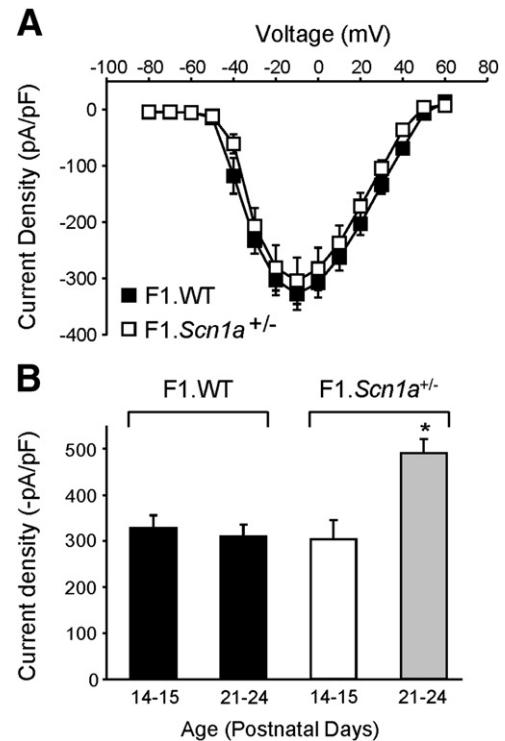 A
Voltage (mV)
-100 -80 -60 -40 -20 0 20 40 60 80
Current Density (pA/pF)
0
-100
-200
-300
-400
F1.WT
F1.Scn1a+/-
B
F1.WT F1.Scn1a+/-
Current density (-pA/pF)
500
400
300
200
100
0
*
14-15 21-24 14-15 21-24
Age (Postnatal Days)